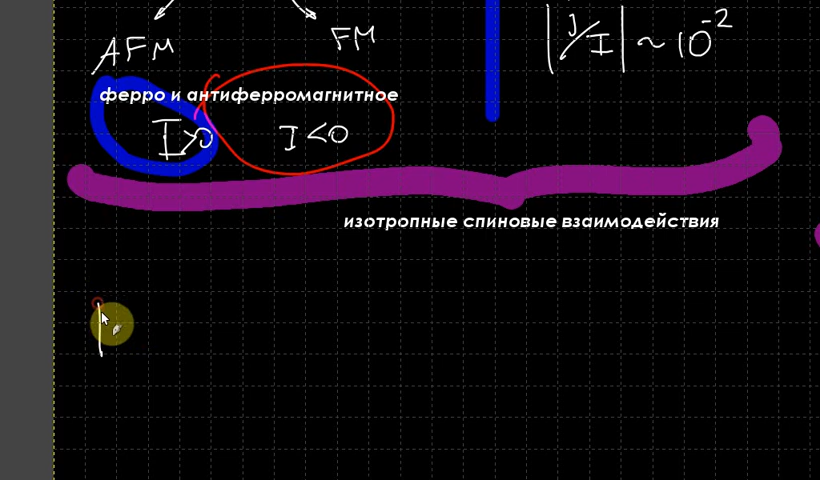 AFM
FM
|J/I| ~ 10⁻²
ферро и антиферромагнитное
I>0
I<0
изотропные спиновые взаимодействия